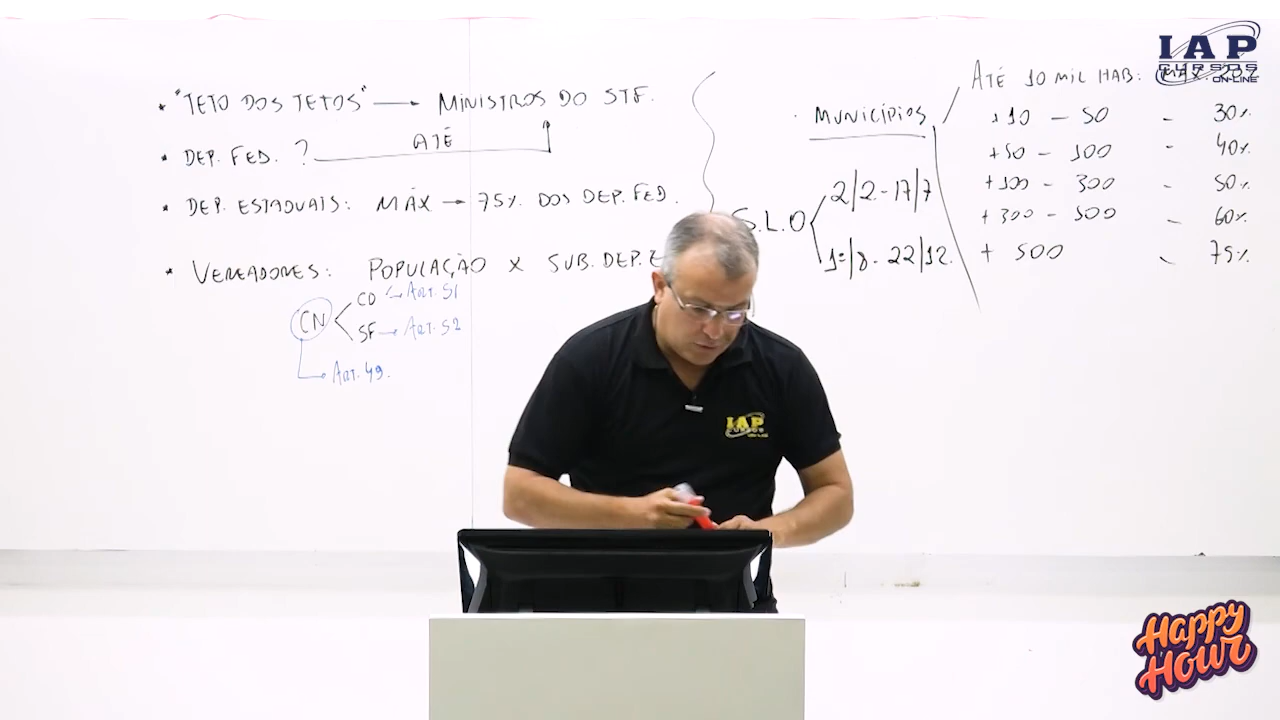 • "TETO DOS TETOS" → MINISTROS DO STF.
ATÉ
• DEP. FED. ?
• DEP. ESTADUAIS: MÁX → 75% DOS DEP. FED.
• VEREADORES: POPULAÇÃO X SUB. DEP. E
CN
CD → ART. 51
SF → ART. 52
→ ART. 49.
MUNICÍPIOS
S.L.O
2/2 - 17/7
1º/8 - 22/12.
ATÉ 10 MIL HAB: MÁX. 20%
+10 — 50 - 30%
+50 — 100 - 40%
+100 — 300 - 50%
+300 — 500 - 60%
+ 500 - 75%
IAP
CURSOS
ON-LINE
IAP
HAPPY
HOUR